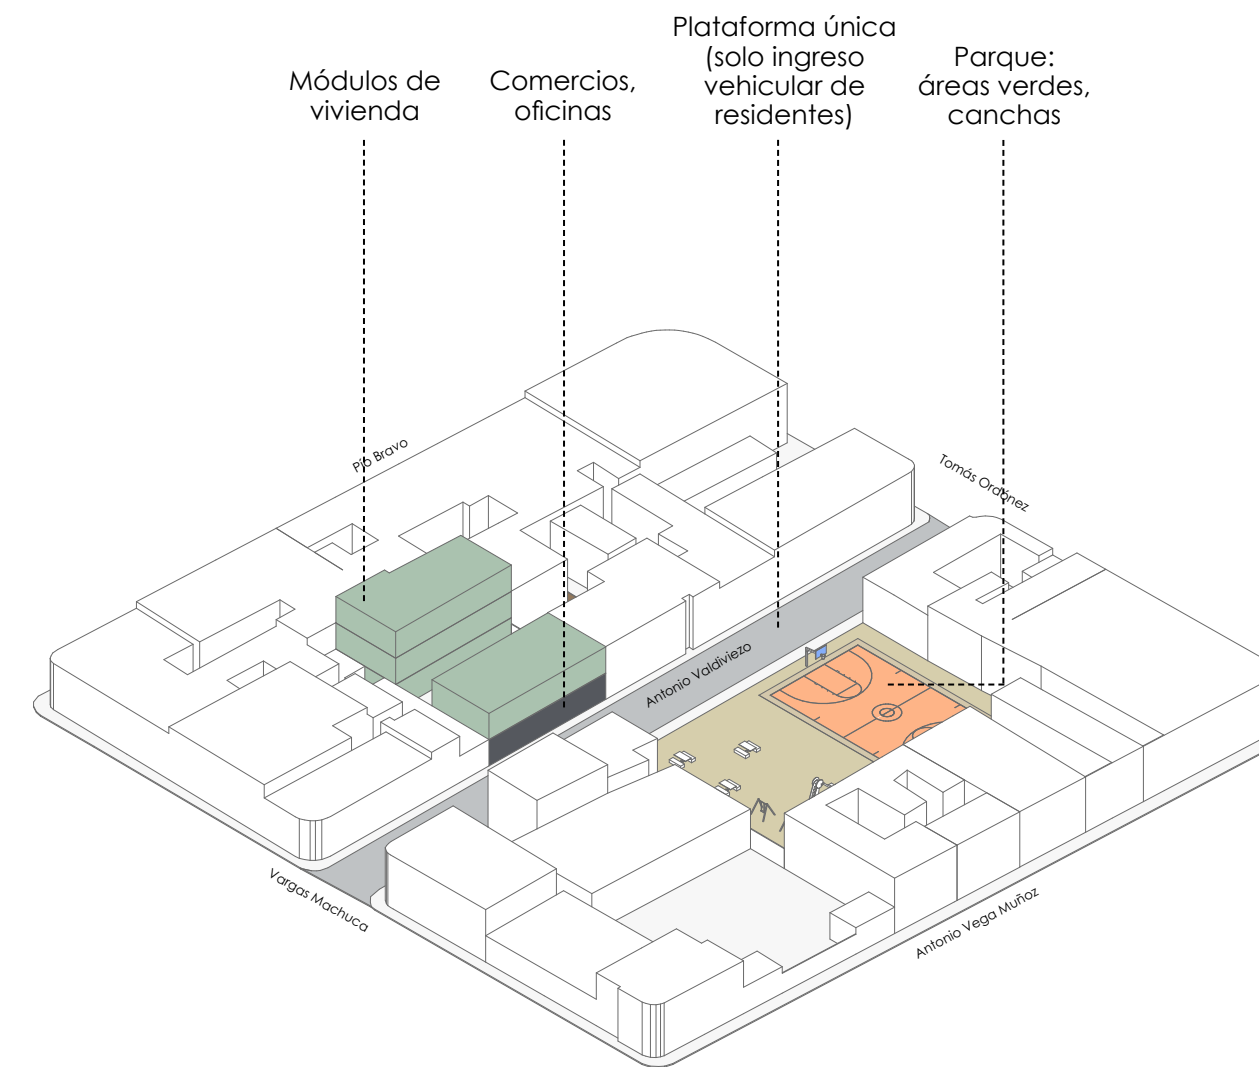 Módulos de
vivienda
Comercios,
oficinas
Plataforma única
(solo ingreso
vehicular de
residentes)
Parque:
áreas verdes,
canchas
Pío Bravo
Tomás Ordóñez
Antonio Valdiviezo
Vargas Machuca
Antonio Vega Muñoz